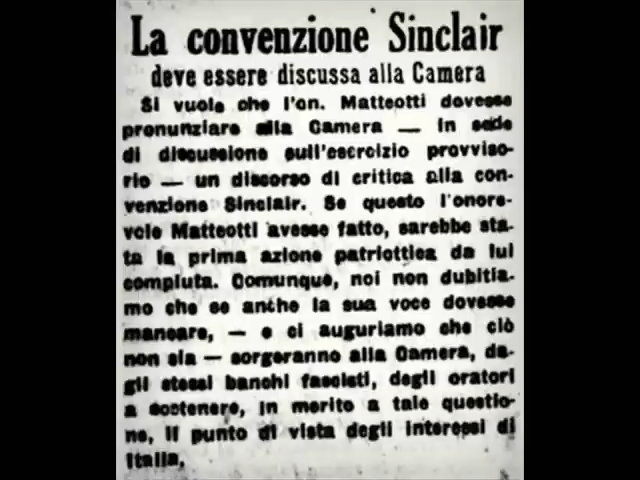 La convenzione Sinclair
deve essere discussa alla Camera
Si vuole che l'on. Matteotti dovesse
pronunziare alla Camera — in sede
di discussione sull'esercizio provviso-
rio — un discorso di critica alla con-
venzione Sinclair. Se questo l'onore-
vole Matteotti avesse fatto, sarebbe sta-
ta la prima azione patriottica da lui
compiuta. Comunque, noi non dubitia-
mo che se anche la sua voce dovesse
mancare, — e ci auguriamo che ciò
non sia — sorgeranno alla Camera, da-
gli stessi banchi fascisti, degli oratori
a sostenere, in merito a tale questio-
ne, il punto di vista degli interessi di
Italia,